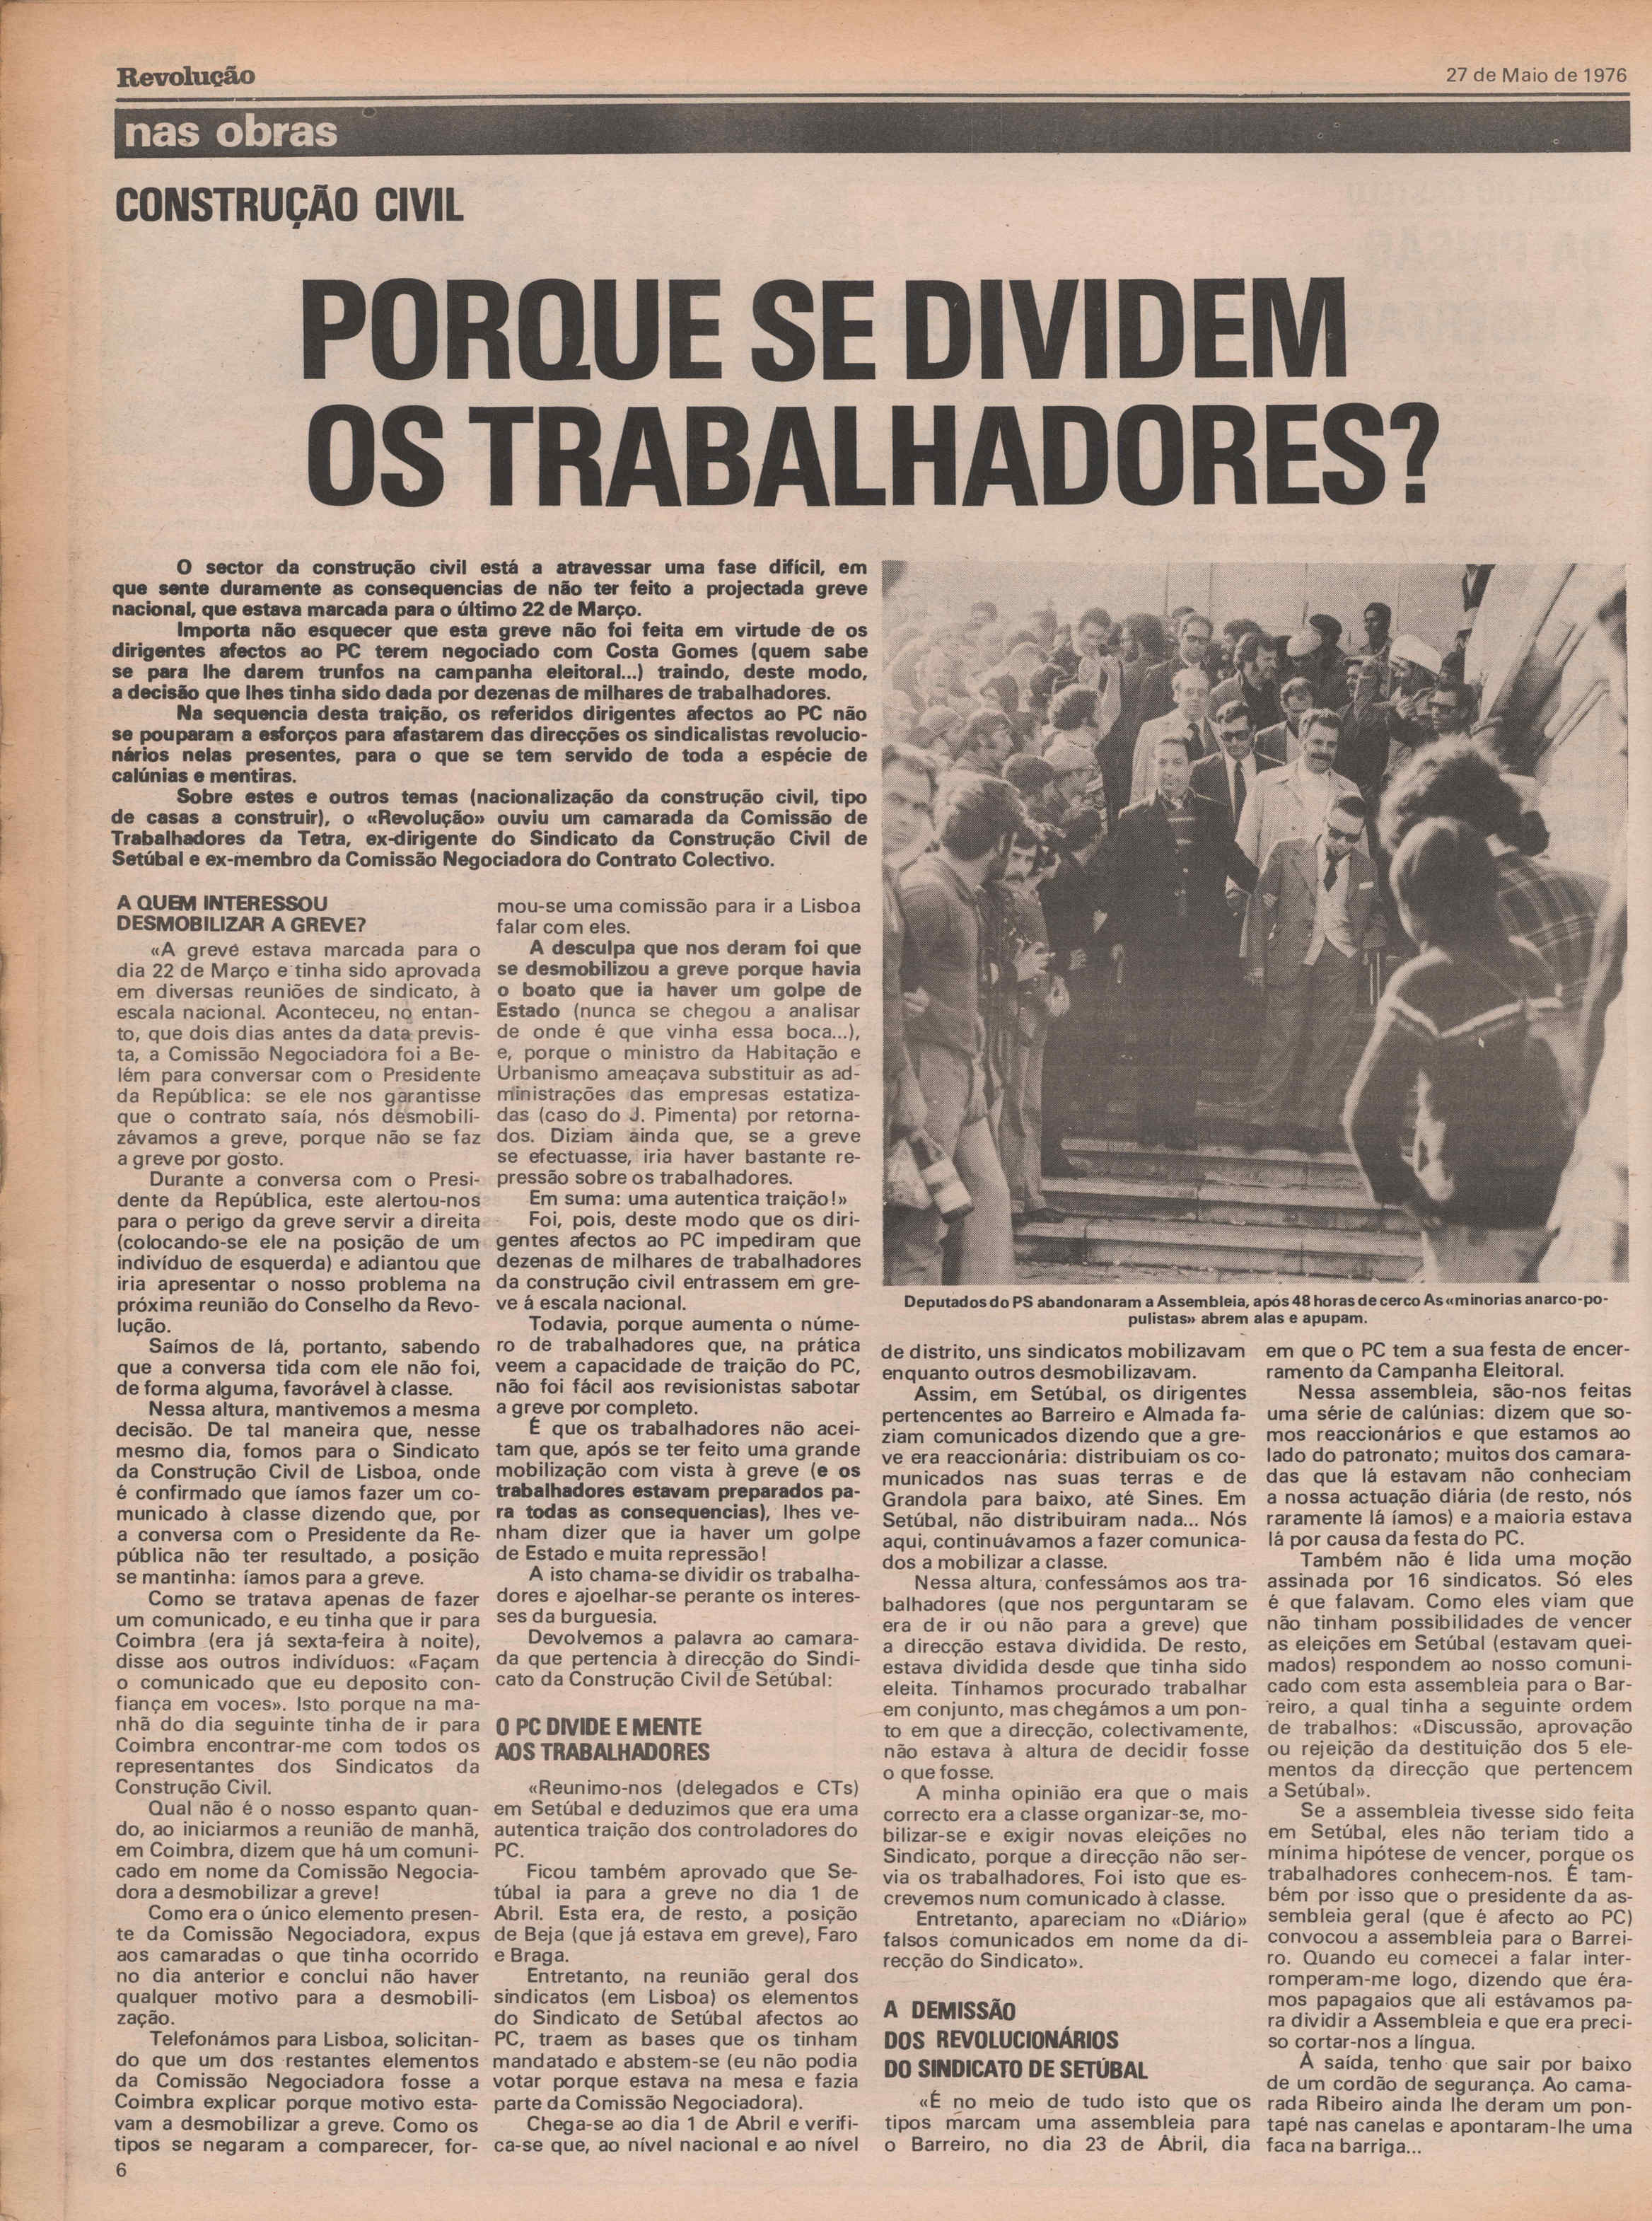 Revolução
27 de Maio de 1976
nas obras
CONSTRUÇÃO CIVIL
PORQUE SE DIVIDEM
OS TRABALHADORES?
O sector da construção civil está a atravessar uma fase difícil, em
que sente duramente as consequencias de não ter feito a projectada greve
nacional, que estava marcada para o último 22 de Março.
Importa não esquecer que esta greve não foi feita em virtude de os
dirigentes afectos ao PC terem negociado com Costa Gomes (quem sabe
se para lhe darem trunfos na campanha eleitoral...) traindo, deste modo,
a decisão que lhes tinha sido dada por dezenas de milhares de trabalhadores.
Na sequencia desta traição, os referidos dirigentes afectos ao PC não
se pouparam a esforços para afastarem das direcções os sindicalistas revolucio-
nários nelas presentes, para o que se tem servido de toda a espécie de
calúnias e mentiras.
Sobre estes e outros temas (nacionalização da construção civil, tipo
de casas a construir), o «Revolução» ouviu um camarada da Comissão de
Trabalhadores da Tetra, ex-dirigente do Sindicato da Construção Civil de
Setúbal e ex-membro da Comissão Negociadora do Contrato Colectivo.
A QUEM INTERESSOU
DESMOBILIZAR A GREVE?
«A greve estava marcada para o
dia 22 de Março e tinha sido aprovada
em diversas reuniões de sindicato, à
escala nacional. Aconteceu, no entan-
to, que dois dias antes da data previs-
ta, a Comissão Negociadora foi a Be-
lém para conversar com o Presidente
da República: se ele nos garantisse
que o contrato saía, nós desmobili-
závamos a greve, porque não se faz
a greve por gosto.
Durante a conversa com o Presi-
dente da República, este alertou-nos
para o perigo da greve servir a direita
(colocando-se ele na posição de um
indivíduo de esquerda) e adiantou que
iria apresentar o nosso problema na
próxima reunião do Conselho da Revo-
lução.
Saímos de lá, portanto, sabendo
que a conversa tida com ele não foi,
de forma alguma, favorável à classe.
Nessa altura, mantivemos a mesma
decisão. De tal maneira que, nesse
mesmo dia, fomos para o Sindicato
da Construção Civil de Lisboa, onde
é confirmado que íamos fazer um co-
municado à classe dizendo que, por
a conversa com o Presidente da Re-
pública não ter resultado, a posição
se mantinha: íamos para a greve.
Como se tratava apenas de fazer
um comunicado, e eu tinha que ir para
Coimbra (era já sexta-feira à noite),
disse aos outros indivíduos: «Façam
o comunicado que eu deposito con-
fiança em voces». Isto porque na ma-
nhã do dia seguinte tinha de ir para
Coimbra encontrar-me com todos os
representantes dos Sindicatos da
Construção Civil.
Qual não é o nosso espanto quan-
do, ao iniciarmos a reunião de manhã,
em Coimbra, dizem que há um comuni-
cado em nome da Comissão Negocia-
dora a desmobilizar a greve!
Como era o único elemento presen-
te da Comissão Negociadora, expus
aos camaradas o que tinha ocorrido
no dia anterior e conclui não haver
qualquer motivo para a desmobili-
zação.
Telefonámos para Lisboa, solicitan-
do que um dos restantes elementos
da Comissão Negociadora fosse a
Coimbra explicar porque motivo esta-
vam a desmobilizar a greve. Como os
tipos se negaram a comparecer, for-
mou-se uma comissão para ir a Lisboa
falar com eles.
A desculpa que nos deram foi que
se desmobilizou a greve porque havia
o boato que ia haver um golpe de
Estado (nunca se chegou a analisar
de onde é que vinha essa boca...),
e, porque o ministro da Habitação e
Urbanismo ameaçava substituir as ad-
ministrações das empresas estatiza-
das (caso do J. Pimenta) por retorna-
dos. Diziam ainda que, se a greve
se efectuasse, iria haver bastante re-
pressão sobre os trabalhadores.
Em suma: uma autentica traição!»
Foi, pois, deste modo que os diri-
gentes afectos ao PC impediram que
dezenas de milhares de trabalhadores
da construção civil entrassem em gre-
ve á escala nacional.
Todavia, porque aumenta o núme-
ro de trabalhadores que, na prática
veem a capacidade de traição do PC,
não foi fácil aos revisionistas sabotar
a greve por completo.
É que os trabalhadores não acei-
tam que, após se ter feito uma grande
mobilização com vista à greve (e os
trabalhadores estavam preparados pa-
ra todas as consequencias), lhes ve-
nham dizer que ia haver um golpe
de Estado e muita repressão!
A isto chama-se dividir os trabalha-
dores e ajoelhar-se perante os interes-
ses da burguesia.
Devolvemos a palavra ao camara-
da que pertencia à direcção do Sindi-
cato da Construção Civil de Setúbal:
O PC DIVIDE E MENTE
AOS TRABALHADORES
«Reunimo-nos (delegados e CTs)
em Setúbal e deduzimos que era uma
autentica traição dos controladores do
PC.
Ficou também aprovado que Se-
túbal ia para a greve no dia 1 de
Abril. Esta era, de resto, a posição
de Beja (que já estava em greve), Faro
e Braga.
Entretanto, na reunião geral dos
sindicatos (em Lisboa) os elementos
do Sindicato de Setúbal afectos ao
PC, traem as bases que os tinham
mandatado e abstem-se (eu não podia
votar porque estava na mesa e fazia
parte da Comissão Negociadora).
Chega-se ao dia 1 de Abril e verifi-
ca-se que, ao nível nacional e ao nível
Deputados do PS abandonaram a Assembleia, após 48 horas de cerco As «minorias anarco-po-
pulistas» abrem alas e apupam.
de distrito, uns sindicatos mobilizavam
enquanto outros desmobilizavam.
Assim, em Setúbal, os dirigentes
pertencentes ao Barreiro e Almada fa-
ziam comunicados dizendo que a gre-
ve era reaccionária: distribuiam os co-
municados nas suas terras e de
Grandola para baixo, até Sines. Em
Setúbal, não distribuiram nada... Nós
aqui, continuávamos a fazer comunica-
dos a mobilizar a classe.
Nessa altura, confessámos aos tra-
balhadores (que nos perguntaram se
era de ir ou não para a greve) que
a direcção estava dividida. De resto,
estava dividida desde que tinha sido
eleita. Tínhamos procurado trabalhar
em conjunto, mas chegámos a um pon-
to em que a direcção, colectivamente,
não estava à altura de decidir fosse
o que fosse.
A minha opinião era que o mais
correcto era a classe organizar-se, mo-
bilizar-se e exigir novas eleições no
Sindicato, porque a direcção não ser-
via os trabalhadores. Foi isto que es-
crevemos num comunicado à classe.
Entretanto, apareciam no «Diário»
falsos comunicados em nome da di-
recção do Sindicato».
A DEMISSÃO
DOS REVOLUCIONÁRIOS
DO SINDICATO DE SETÚBAL
«É no meio de tudo isto que os
tipos marcam uma assembleia para
o Barreiro, no dia 23 de Abril, dia
em que o PC tem a sua festa de encer-
ramento da Campanha Eleitoral.
Nessa assembleia, são-nos feitas
uma série de calúnias: dizem que so-
mos reaccionários e que estamos ao
lado do patronato; muitos dos camara-
das que lá estavam não conheciam
a nossa actuação diária (de resto, nós
raramente lá íamos) e a maioria estava
lá por causa da festa do PC.
Também não é lida uma moção
assinada por 16 sindicatos. Só eles
é que falavam. Como eles viam que
não tinham possibilidades de vencer
as eleições em Setúbal (estavam quei-
mados) respondem ao nosso comuni-
cado com esta assembleia para o Bar-
reiro, a qual tinha a seguinte ordem
de trabalhos: «Discussão, aprovação
ou rejeição da destituição dos 5 ele-
mentos da direcção que pertencem
a Setúbal».
Se a assembleia tivesse sido feita
em Setúbal, eles não teriam tido a
mínima hipótese de vencer, porque os
trabalhadores conhecem-nos. É tam-
bém por isso que o presidente da as-
sembleia geral (que é afecto ao PC)
convocou a assembleia para o Barrei-
ro. Quando eu comecei a falar inter-
romperam-me logo, dizendo que éra-
mos papagaios que ali estávamos pa-
ra dividir a Assembleia e que era preci-
so cortar-nos a língua.
À saída, tenho que sair por baixo
de um cordão de segurança. Ao cama-
rada Ribeiro ainda lhe deram um pon-
tapé nas canelas e apontaram-lhe uma
faca na barriga...
6